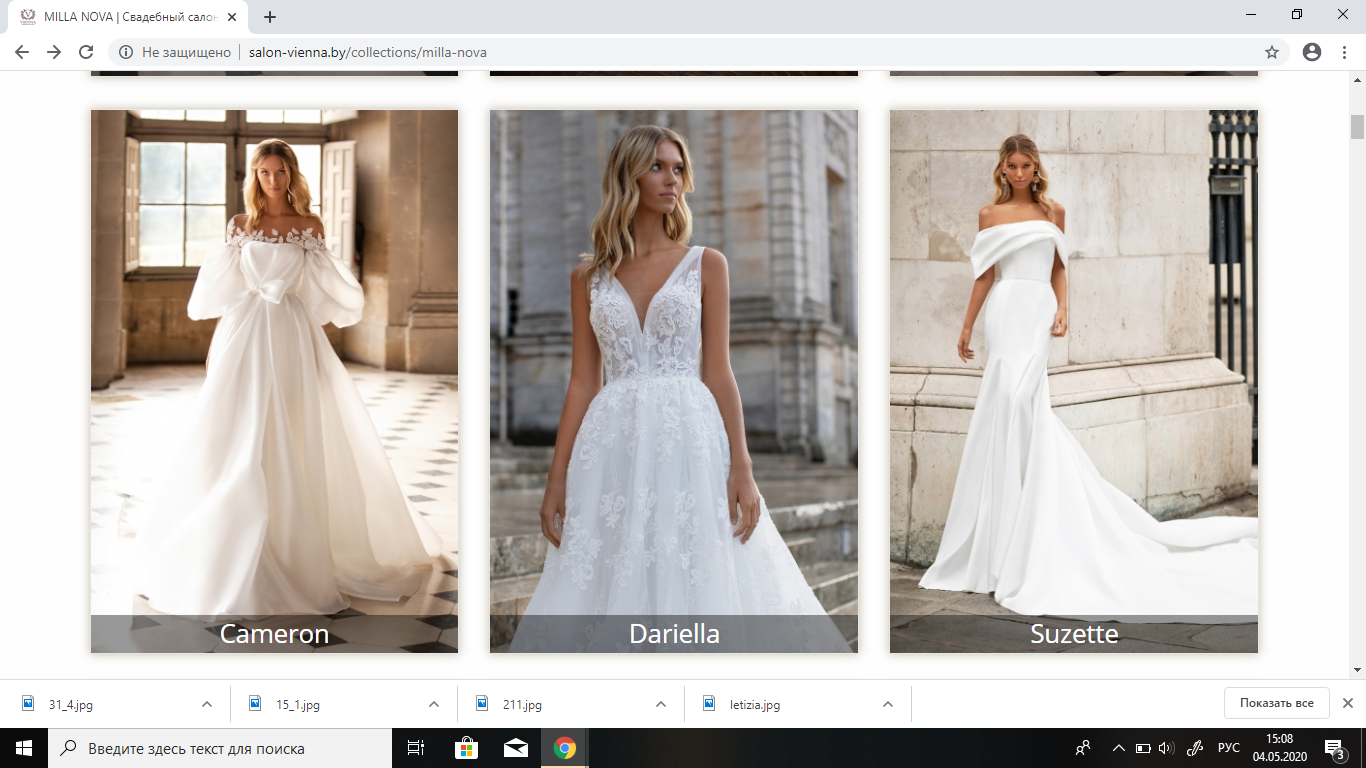 MILLA NOVA | Свадебный салон
Не защищено
salon-vienna.by/collections/milla-nova
Cameron
Dariella
Suzette
31_4.jpg
15_1.jpg
211.jpg
letizia.jpg
Показать все
Введите здесь текст для поиска
РУС
15:08
04.05.2020
3